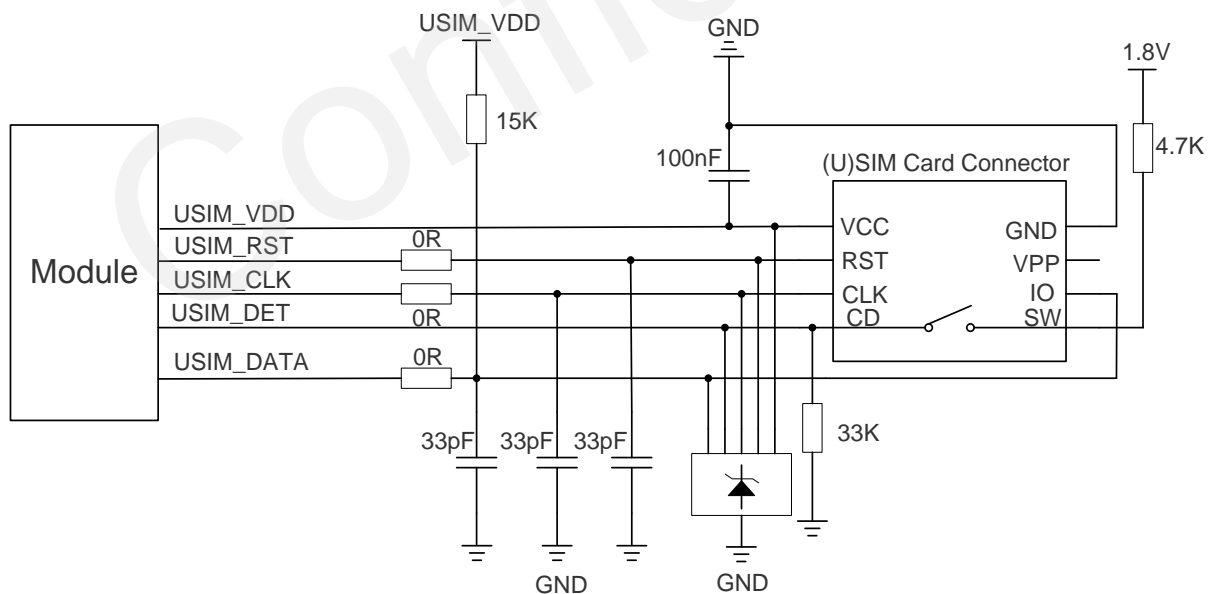 USIM_VDD
GND
1.8V
15K
4.7K
100nF
(U)SIM Card Connector
USIM_VDD
VCC
GND
USIM_RST
0R
RST
VPP
Module
USIM_CLK
CLK
IO
USIM_DET
0R
CD
SW
USIM_DATA
0R
33pF
33pF
33pF
33K
GND
GND